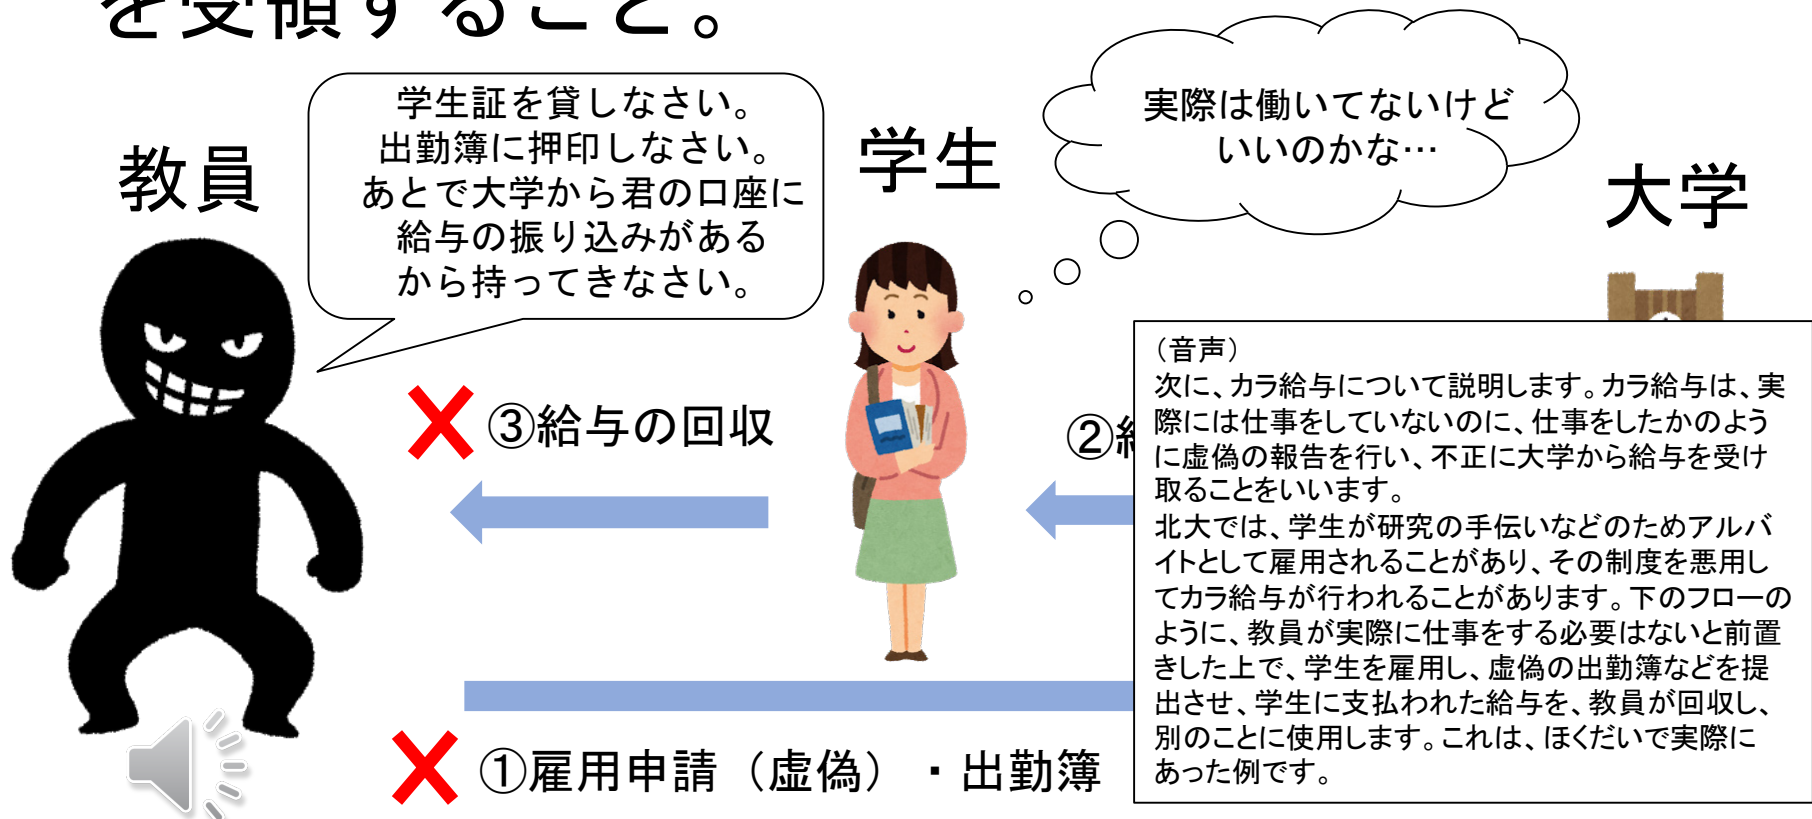 を受領すること。
教員
学生証を貸しなさい。
出勤簿に押印しなさい。
あとで大学から君の口座に
給与の振り込みがある
から持ってきなさい。
学生
実際は働いてないけど
いいのかな…
大学
③給与の回収
②
（音声）
次に、カラ給与について説明します。カラ給与は、実
際には仕事をしていないのに、仕事をしたかのよう
に虚偽の報告を行い、不正に大学から給与を受け
取ることをいいます。
北大では、学生が研究の手伝いなどのためアルバ
イトとして雇用されることがあり、その制度を悪用し
てカラ給与が行われることがあります。下のフローの
ように、教員が実際に仕事をする必要はないと前置
きした上で、学生を雇用し、虚偽の出勤簿などを提
出させ、学生に支払われた給与を、教員が回収し、
別のことに使用します。これは、ほくだいで実際に
あった例です。
①雇用申請（虚偽）・出勤簿